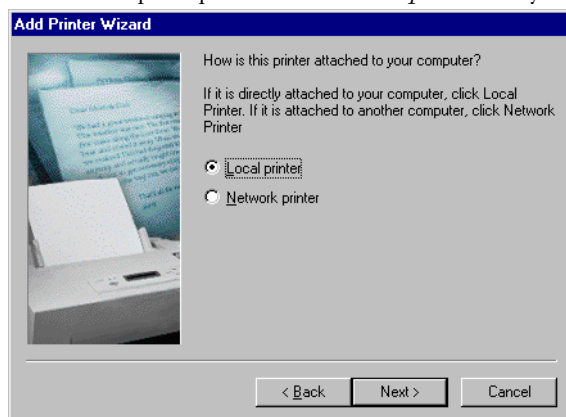 Add Printer Wizard
How is this printer attached to your computer?
If it is directly attached to your computer, click Local
Printer. If it is attached to another computer, click Network
Printer
Local printer
Network printer
< Back
Next >
Cancel